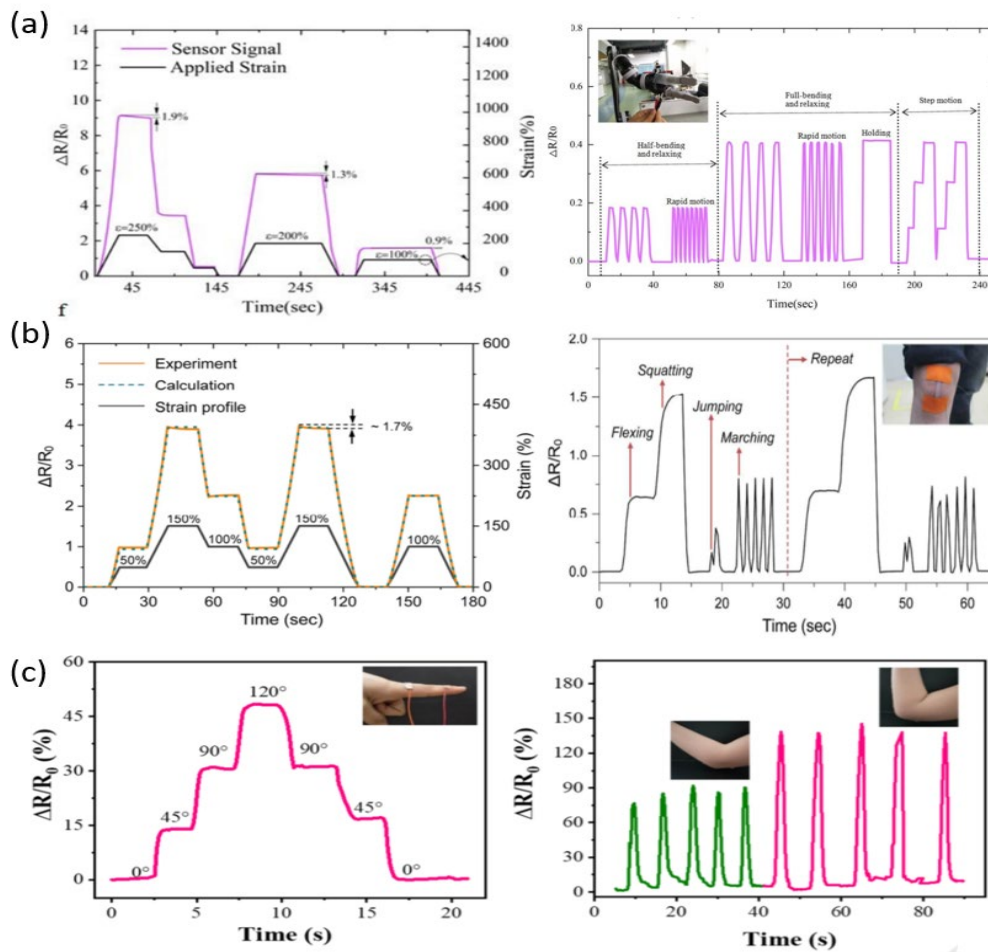 (a)
Sensor Signal
Applied Strain
ΔR/R₀
14
12
10
8
6
4
2
0
1.9%
1.3%
0.9%
ε=250%
ε=200%
ε=100%
1400
1200
1000
800
600
400
200
0
Strain(%)
45 145 245 345 445
Time(sec)
f
ΔR/R₀
0.8
0.6
0.4
0.2
0.0
Full-bending
and relaxing
Step motion
Rapid motion
Holding
Half-bending
and relaxing
Rapid motion
0 40 80 120 160 200 240
Time(sec)
(b)
Experiment
Calculation
Strain profile
ΔR/R₀
6
5
4
3
2
1
0
~ 1.7%
150%
150%
100%
100%
50%
50%
600
450
300
150
0
Strain (%)
0 30 60 90 120 150 180
Time (sec)
ΔR/R₀
2.0
1.5
1.0
0.5
0.0
Squatting
Repeat
Jumping
Flexing
Marching
0 10 20 30 40 50 60
Time (sec)
(c)
ΔR/R₀ (%)
60
45
30
15
0
120°
90°
90°
45°
45°
0°
0°
0 5 10 15 20
Time (s)
ΔR/R₀ (%)
180
150
120
90
60
30
0
0 20 40 60 80
Time (s)